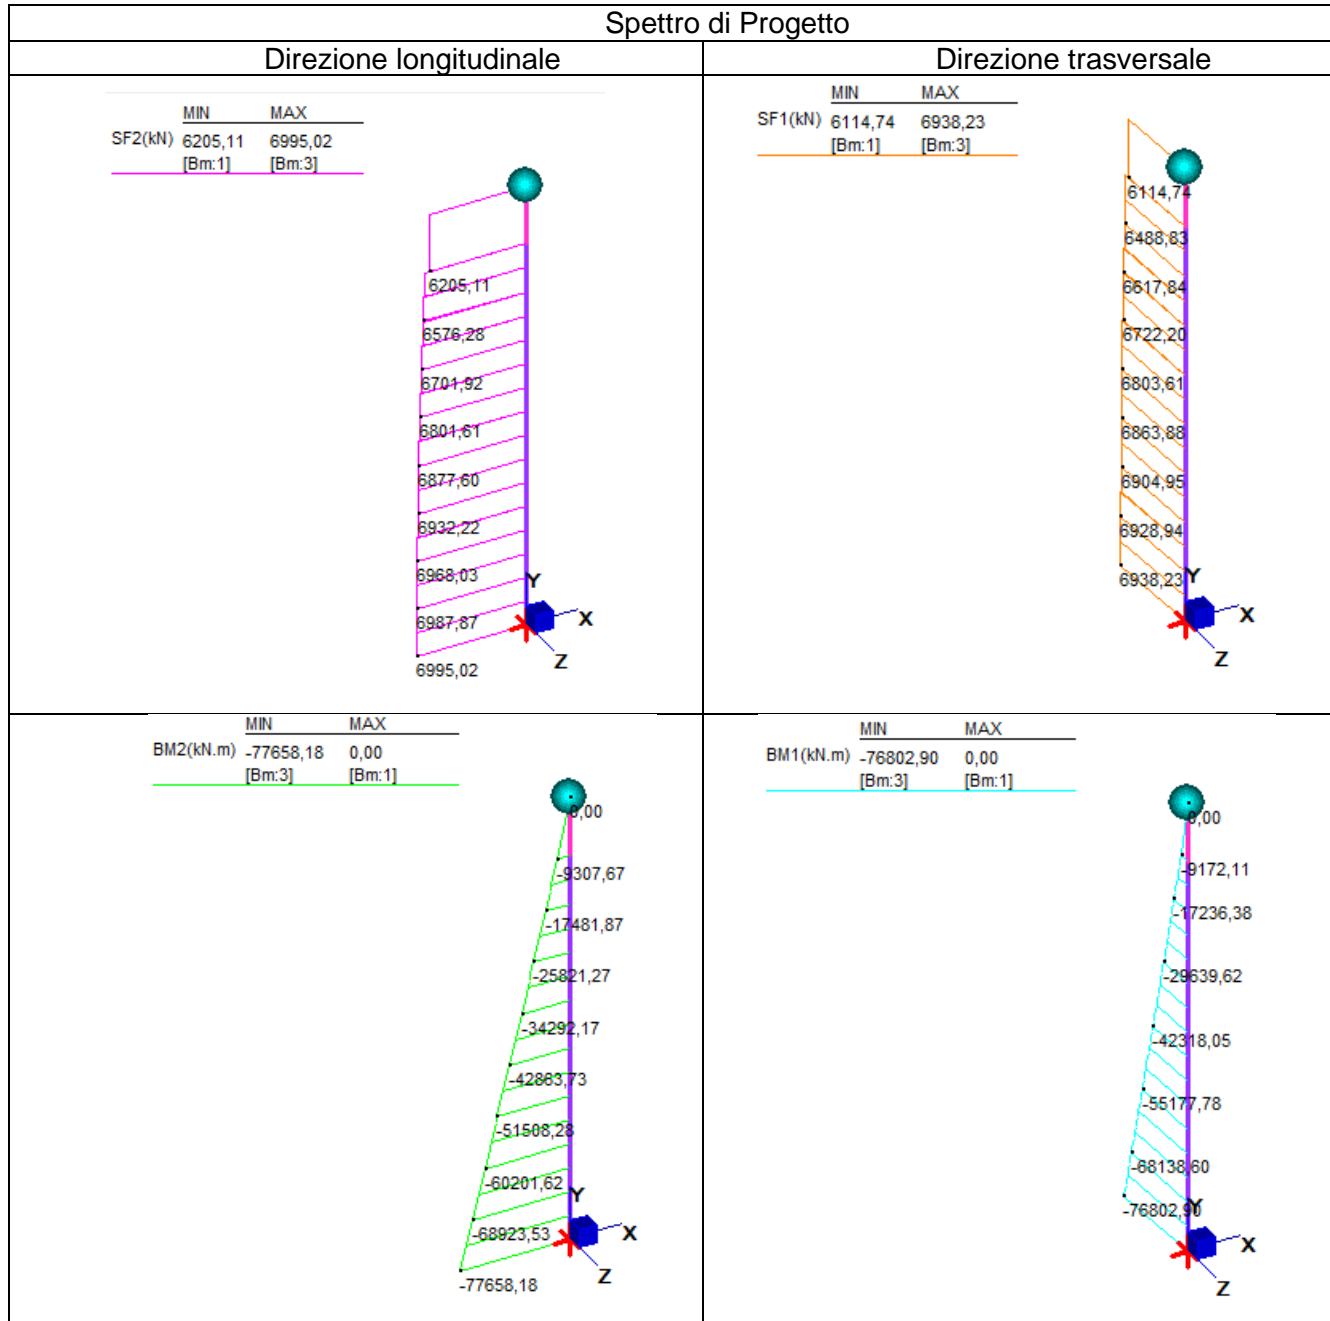 Spettro di Progetto
Direzione longitudinale
Direzione trasversale
MIN MAX
SF2(kN) 6205,11 6995,02
[Bm:1] [Bm:3]
6205,11
6576,28
6701,92
6801,61
6877,60
6932,22
6968,03
6987,87
6995,02
Y
X
Z
MIN MAX
SF1(kN) 6114,74 6938,23
[Bm:1] [Bm:3]
6114,74
6488,83
6617,84
6722,20
6803,61
6863,88
6904,95
6928,94
6938,23
Y
X
Z
MIN MAX
BM2(kN.m) -77658,18 0,00
[Bm:3] [Bm:1]
0,00
-9307,67
-17481,87
-25821,27
-34292,17
-42863,73
-51508,28
-60201,62
-68923,53
-77658,18
Y
X
Z
MIN MAX
BM1(kN.m) -76802,90 0,00
[Bm:3] [Bm:1]
0,00
-9172,11
-17236,38
-29639,62
-42318,05
-55177,78
-68138,60
-76802,90
Y
X
Z